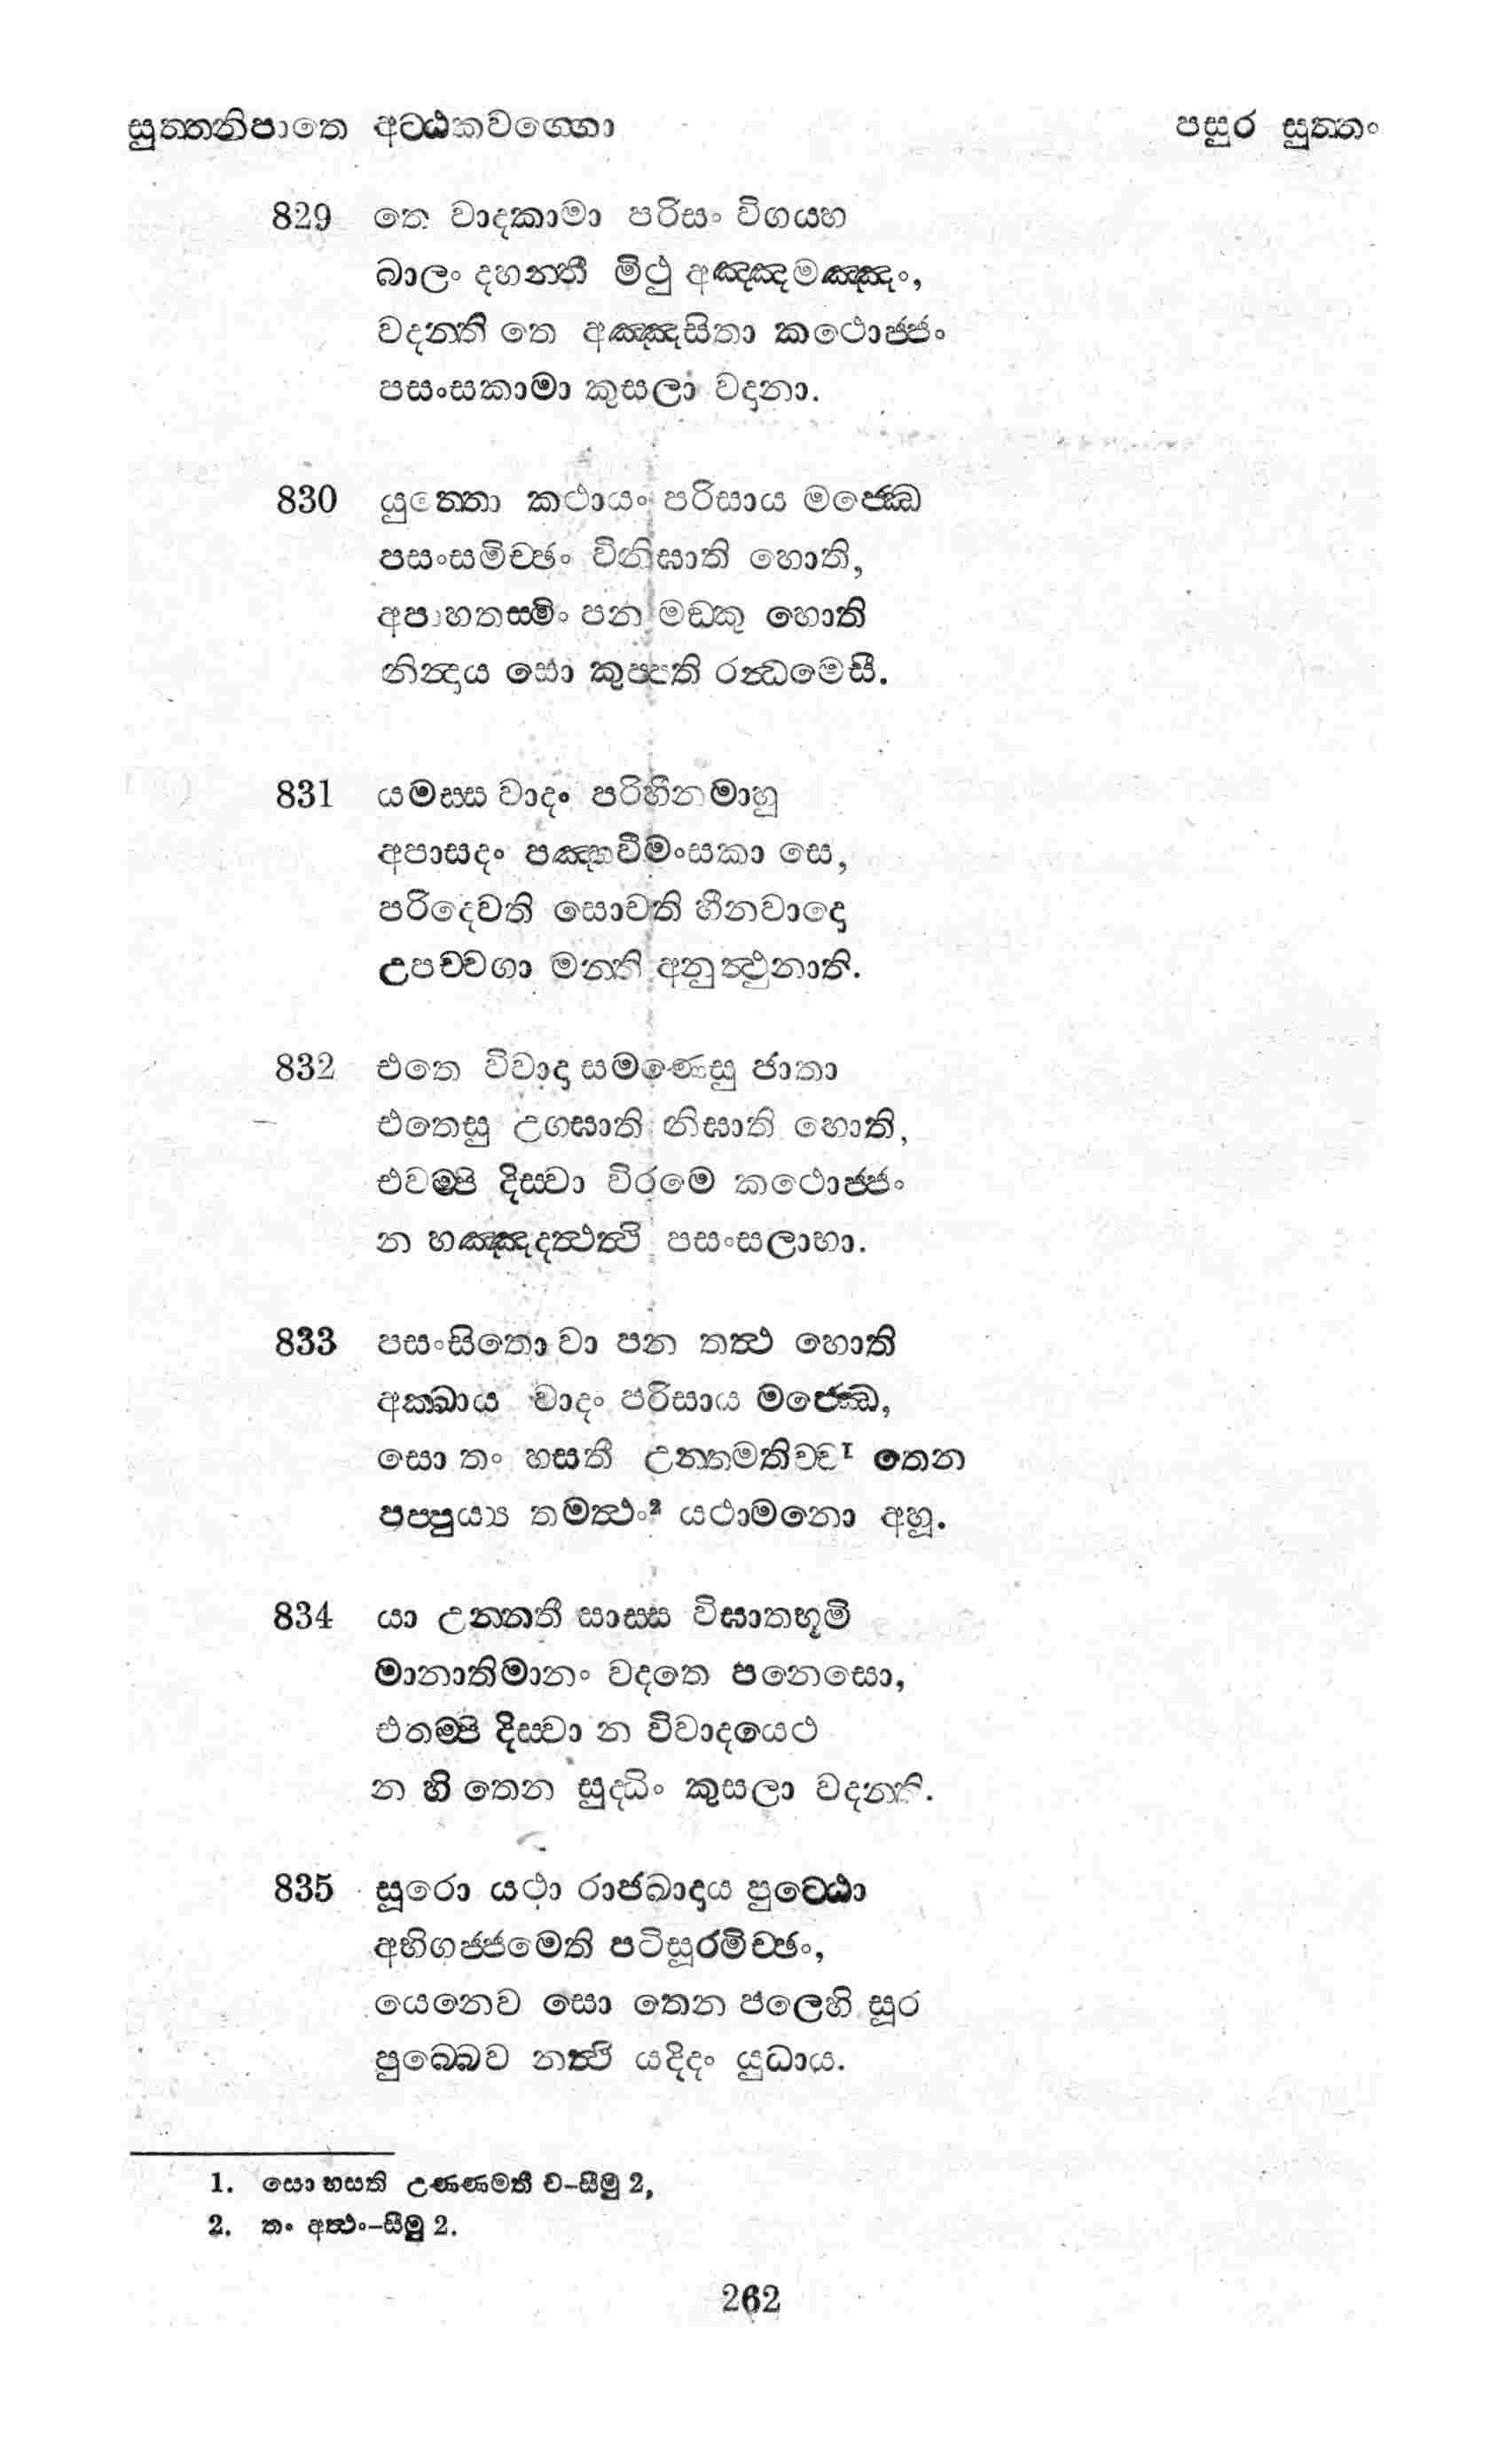 සුත්තනිපාතෙ අට්ඨකවග්ගො
පසුර සුත්තං
829 තෙ වාදකාමා පරිසං විගය්හ
බාලං දහන්තී මිථු අඤ්ඤමඤ්ඤං,
වදන්ති තෙ අඤ්ඤසිතා කථොජ්ජං
පසංසකාමා කුසලා වදානා.
830 යුත්තො කථායං පරිසාය මජ්ඣෙ
පසංසමිච්ඡං විනිඝාති හොති,
අපාහතස්මිං පන මඞ්කු හොති
නින්දාය සො කුප්පති රන්ධමෙසී.
831 යමස්ස වාදං පරිහීනමාහු
අපාසදං පඤ්හවීමංසකා සෙ,
පරිදෙවති සොචති හීනවාදො
උපච්චගා මන්ති අනුත්ථුනාති.
832 එතෙ විවාදා සමණෙසු ජාතා
එතෙසු උග්ඝාති නිඝාති හොති,
එවම්පි දිස්වා විරමෙ කථොජ්ජං
න හඤ්ඤදත්ථත්ථි පසංසලාභා.
833 පසංසිතො වා පන තත්ථ හොති
අක්ඛාය වාදං පරිසාය මජ්ඣෙ,
සො තං හසතී උන්නමතිච්ච1 තෙන
පප්පුය්‍ය තමත්ථං2 යථාමනො අහූ.
834 යා උන්නතී සාස්ස විඝාතභූමි
මානාතිමානං වදතෙ පනෙසො,
එතම්පි දිස්වා න විවාදයෙථ
න හි තෙන සුද්ධිං කුසලා වදන්ති.
835 සූරො යථා රාජඛාදාය පුට්ඨො
අභිගජ්ජමෙති පටිසූරමිච්ඡං,
යෙනෙව සො තෙන පලෙහි සූර
පුබ්බෙව නත්ථි යදිදං යුධාය.
1. සො හසති උණ්ණමතී ච-සීමු 2,
2. තං අත්ථං-සීමු 2.
262